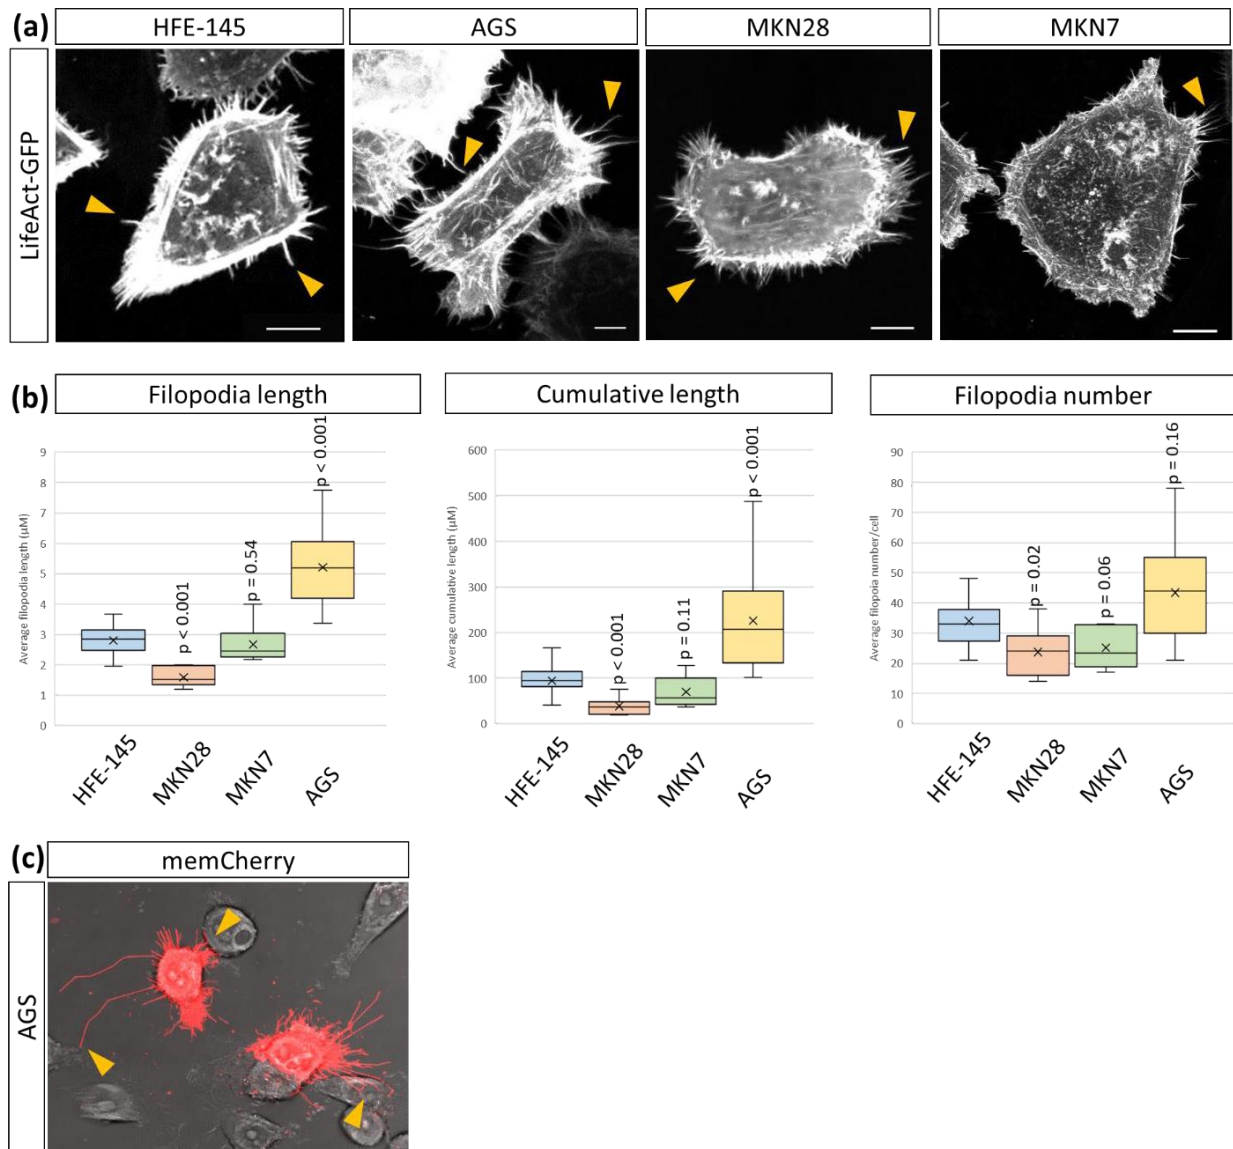 (a)
HFE-145
AGS
MKN28
MKN7
LifeAct-GFP
(b)
Filopodia length
Average filopodia length (µM)
9
8
7
6
5
4
3
2
1
0
p < 0.001
p = 0.54
p < 0.001
HFE-145
MKN28
MKN7
AGS
Cumulative length
Average cumulative length (µM)
600
500
400
300
200
100
0
p < 0.001
p = 0.11
p < 0.001
HFE-145
MKN28
MKN7
AGS
Filopodia number
Average filopoia number/cell
90
80
70
60
50
40
30
20
10
0
p = 0.02
p = 0.06
p = 0.16
HFE-145
MKN28
MKN7
AGS
(c)
memCherry
AGS